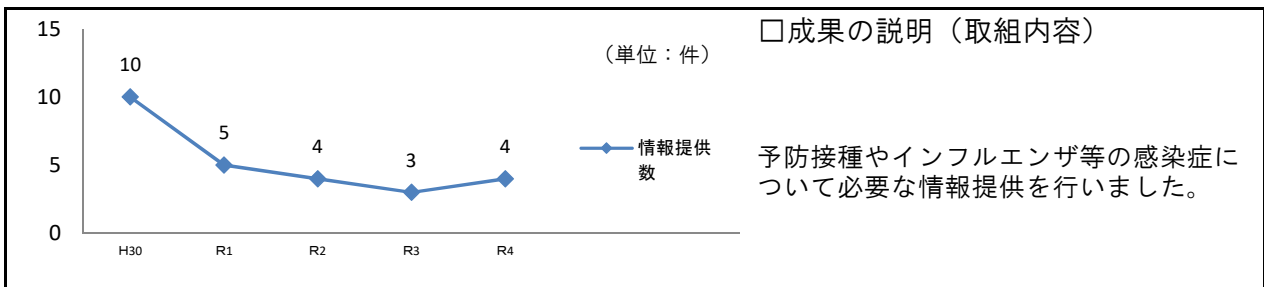 15
10
5
0
10
5
4
3
4
H30
R1
R2
R3
R4
（単位：件）
情報提供
数
□成果の説明（取組内容）
予防接種やインフルエンザ等の感染症に
ついて必要な情報提供を行いました。